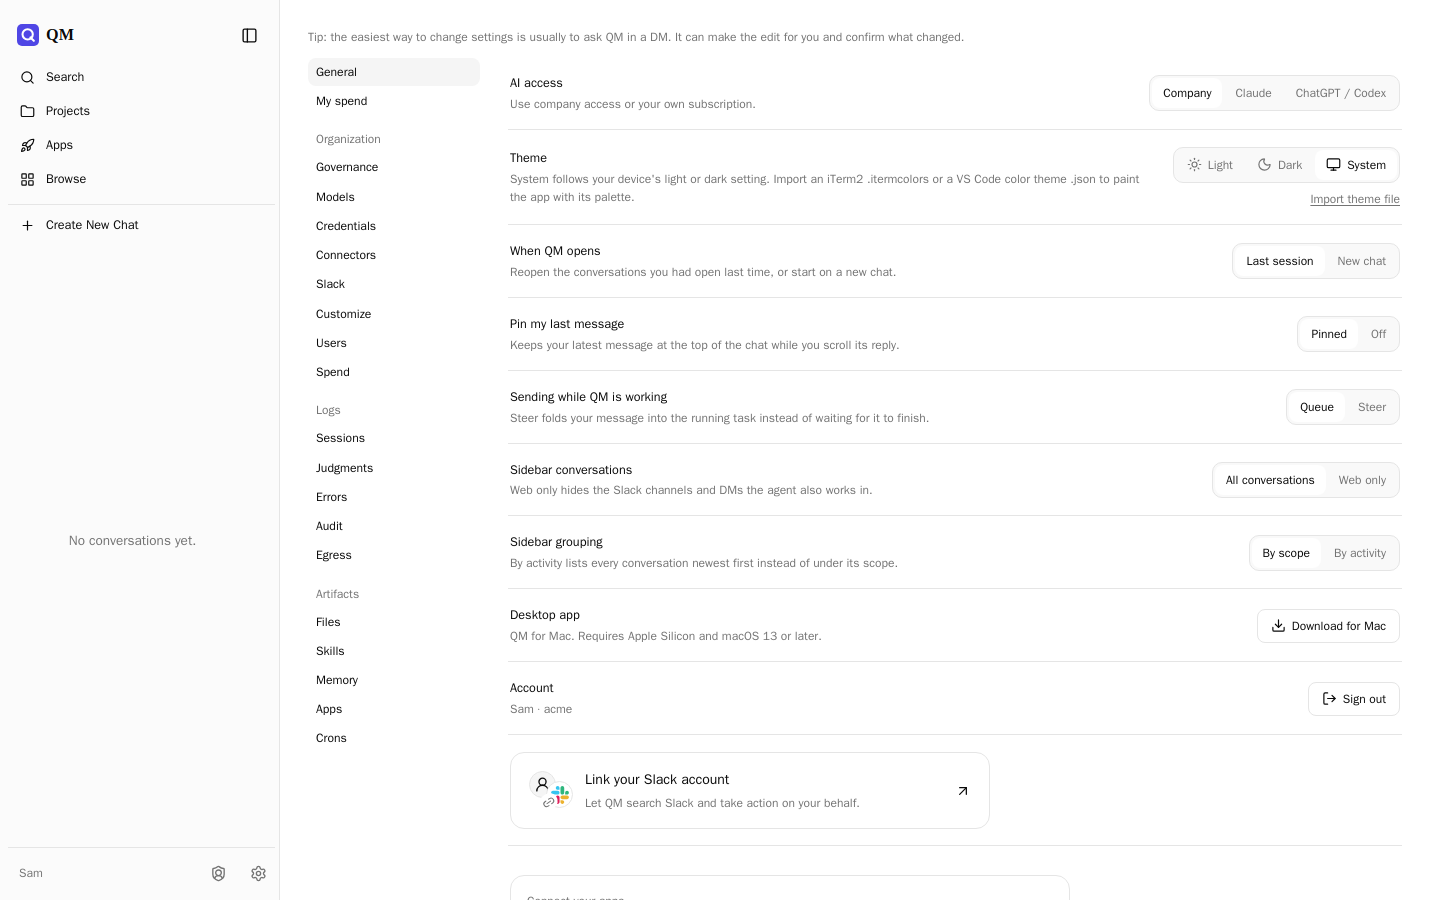 QM
Search
Projects
Apps
Browse
Create New Chat
No conversations yet.
Sam
Tip: the easiest way to change settings is usually to ask QM in a DM. It can make the edit for you and confirm what changed.
General
My spend
Organization
Governance
Models
Credentials
Connectors
Slack
Customize
Users
Spend
Logs
Sessions
Judgments
Errors
Audit
Egress
Artifacts
Files
Skills
Memory
Apps
Crons
AI access
Use company access or your own subscription.
Company Claude ChatGPT / Codex
Theme
System follows your device's light or dark setting. Import an iTerm2 .itermcolors or a VS Code color theme .json to paint
the app with its palette.
Light Dark System
Import theme file
When QM opens
Reopen the conversations you had open last time, or start on a new chat.
Last session New chat
Pin my last message
Keeps your latest message at the top of the chat while you scroll its reply.
Pinned Off
Sending while QM is working
Steer folds your message into the running task instead of waiting for it to finish.
Queue Steer
Sidebar conversations
Web only hides the Slack channels and DMs the agent also works in.
All conversations Web only
Sidebar grouping
By activity lists every conversation newest first instead of under its scope.
By scope By activity
Desktop app
QM for Mac. Requires Apple Silicon and macOS 13 or later.
Download for Mac
Account
Sam · acme
Sign out
Link your Slack account
Let QM search Slack and take action on your behalf.
Connect your apps